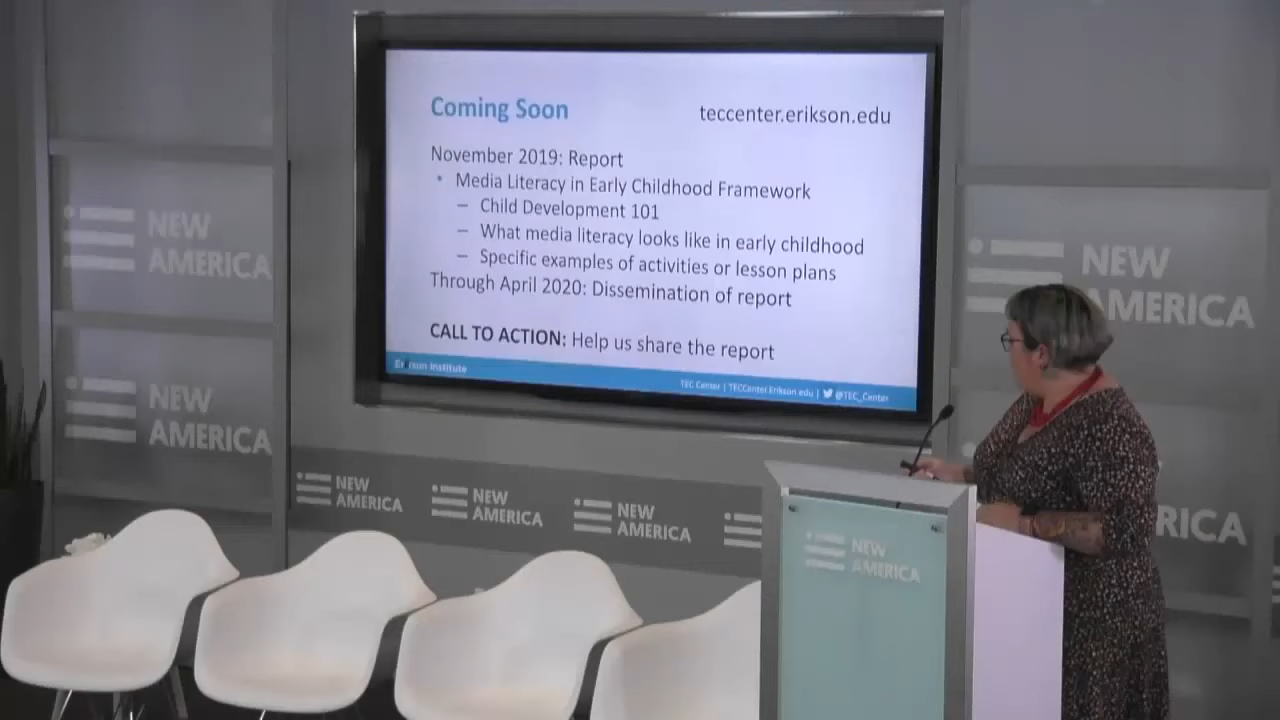 Coming Soon
teccenter.erikson.edu
November 2019: Report
• Media Literacy in Early Childhood Framework
– Child Development 101
– What media literacy looks like in early childhood
– Specific examples of activities or lesson plans
Through April 2020: Dissemination of report
CALL TO ACTION: Help us share the report
Erikson Institute
TEC Center | TECCenter.Erikson.edu | @TEC_Center
NEW
AMERICA
NEW
AMERICA
NEW
AMERICA
NEW
AMERICA
NEW
AMERICA
NEW
AMERICA
NEW
AMERICA
RICA